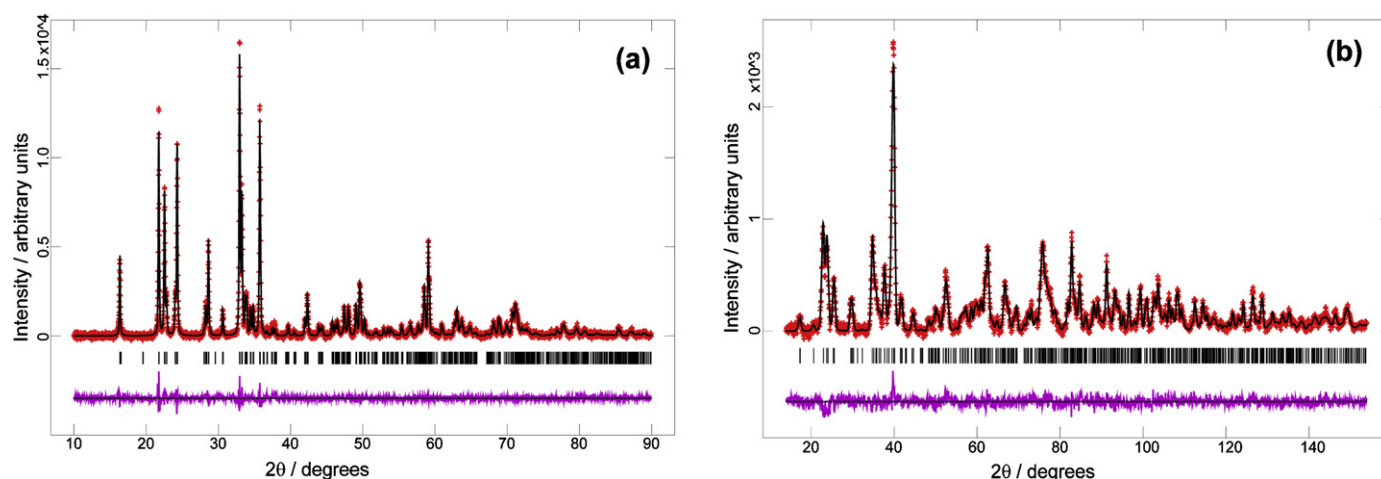 (a)
1.5 x10^4
1.0
0.5
0
Intensity / arbitrary units
10 20 30 40 50 60 70 80 90
2θ / degrees
(b)
x10^3
2
1
0
Intensity / arbitrary units
20 40 60 80 100 120 140
2θ / degrees